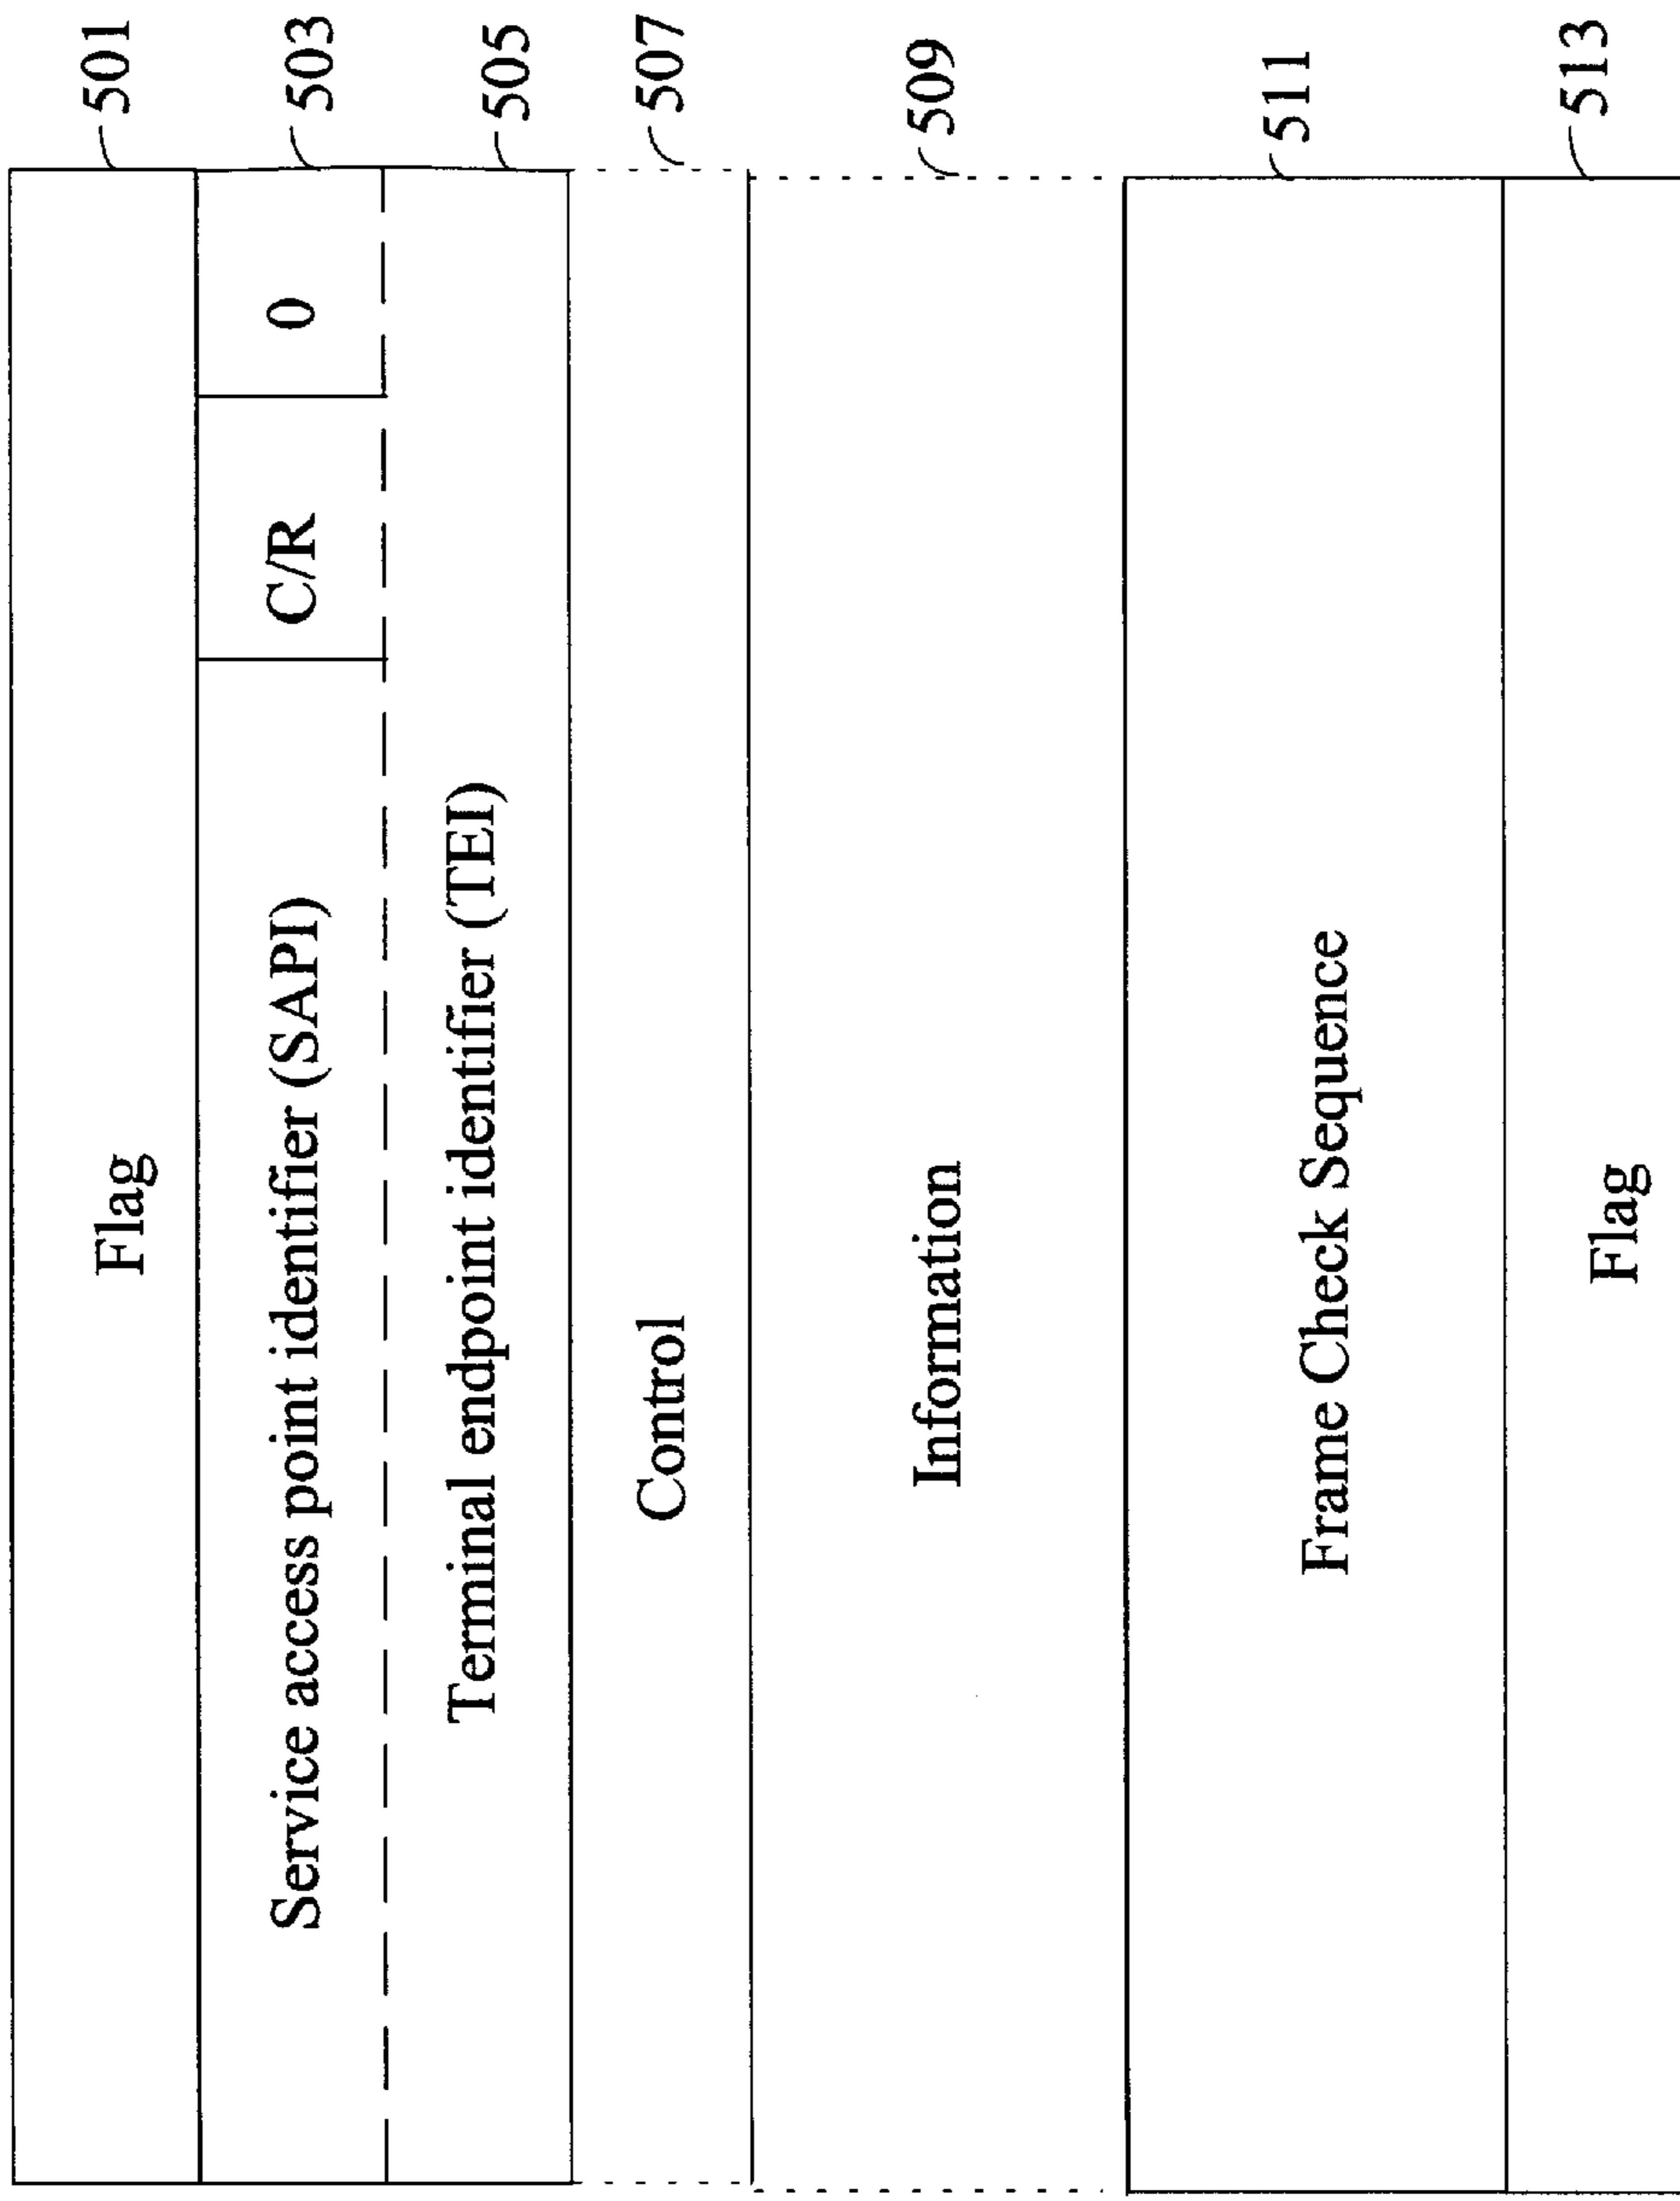 Flag 501
Service access point identifier (SAPI) C/R 0 503
Terminal endpoint identifier (TEI) 505
Control 507
Information 509
Frame Check Sequence 511
Flag 513